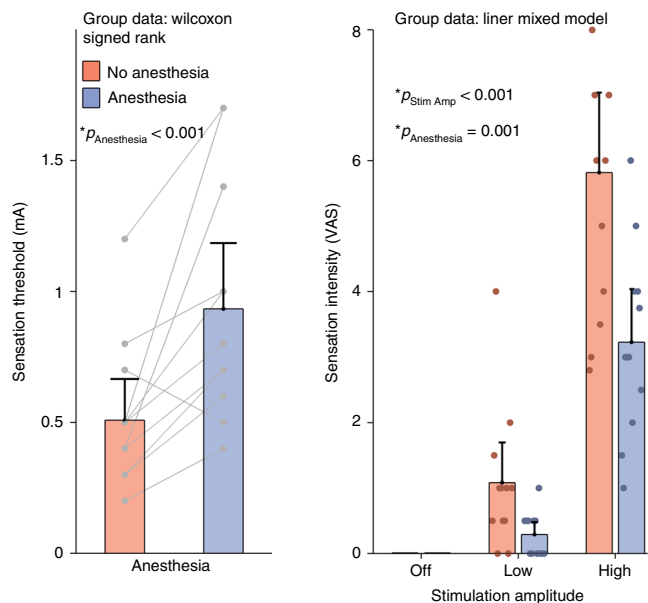 Group data: wilcoxon
signed rank
No anesthesia
Anesthesia
*pAnesthesia < 0.001
Sensation threshold (mA)
1.5
1
0.5
0
Anesthesia
Group data: liner mixed model
*pStim Amp < 0.001
*pAnesthesia = 0.001
Sensation intensity (VAS)
8
6
4
2
0
Off Low High
Stimulation amplitude